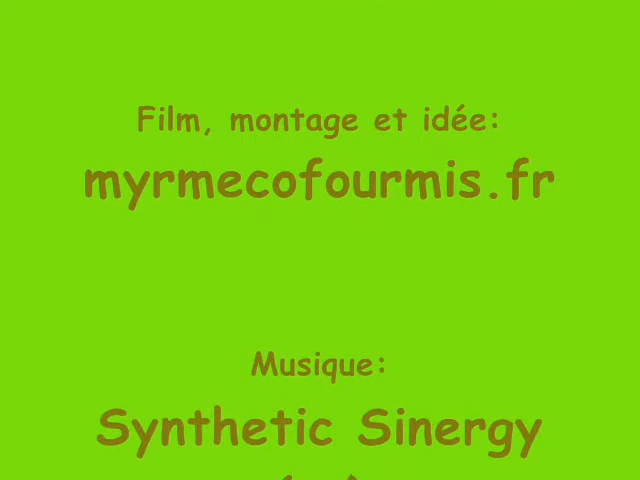 Film, montage et idée:
myrmecofourmis.fr
Musique:
Synthetic Sinergy